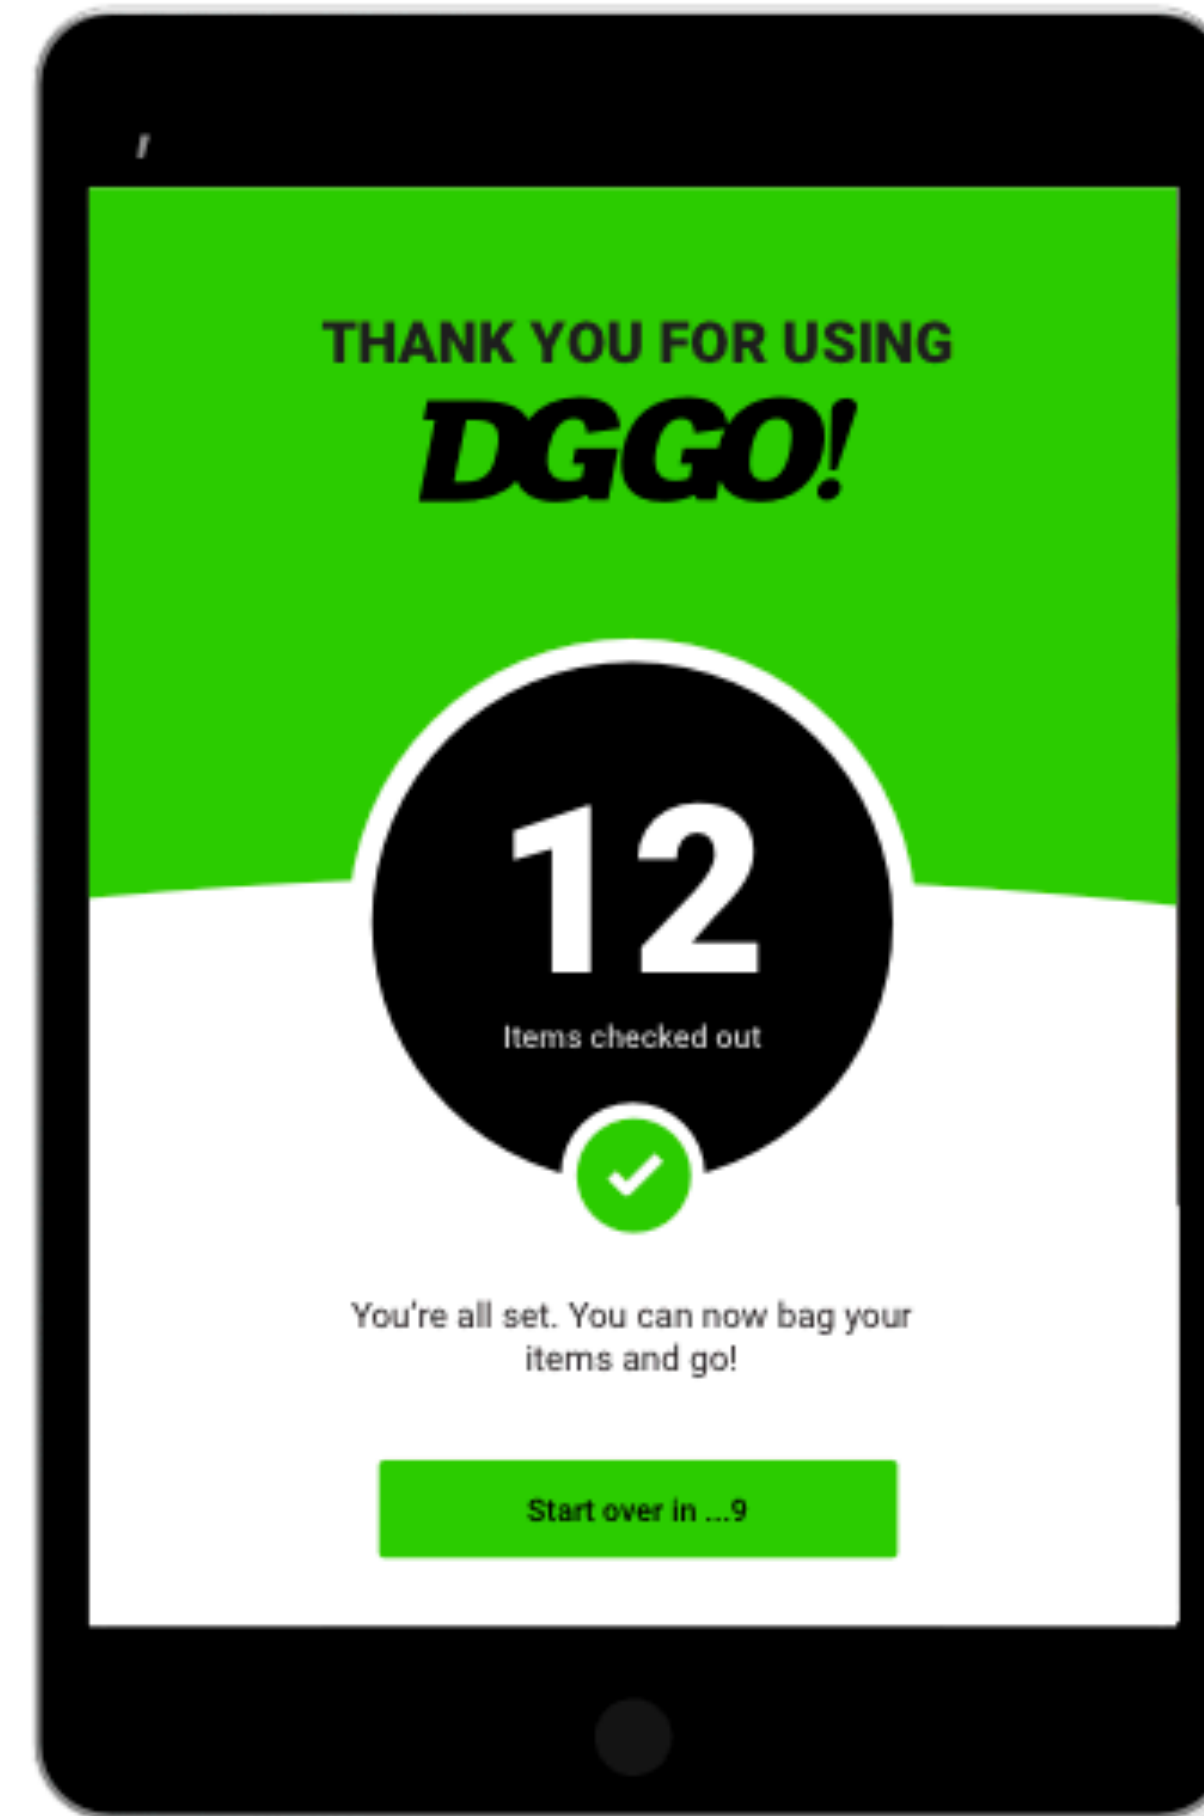 THANK YOU FOR USING
DGGO!
12
Items checked out
You're all set. You can now bag your
items and go!
Start over in ...9